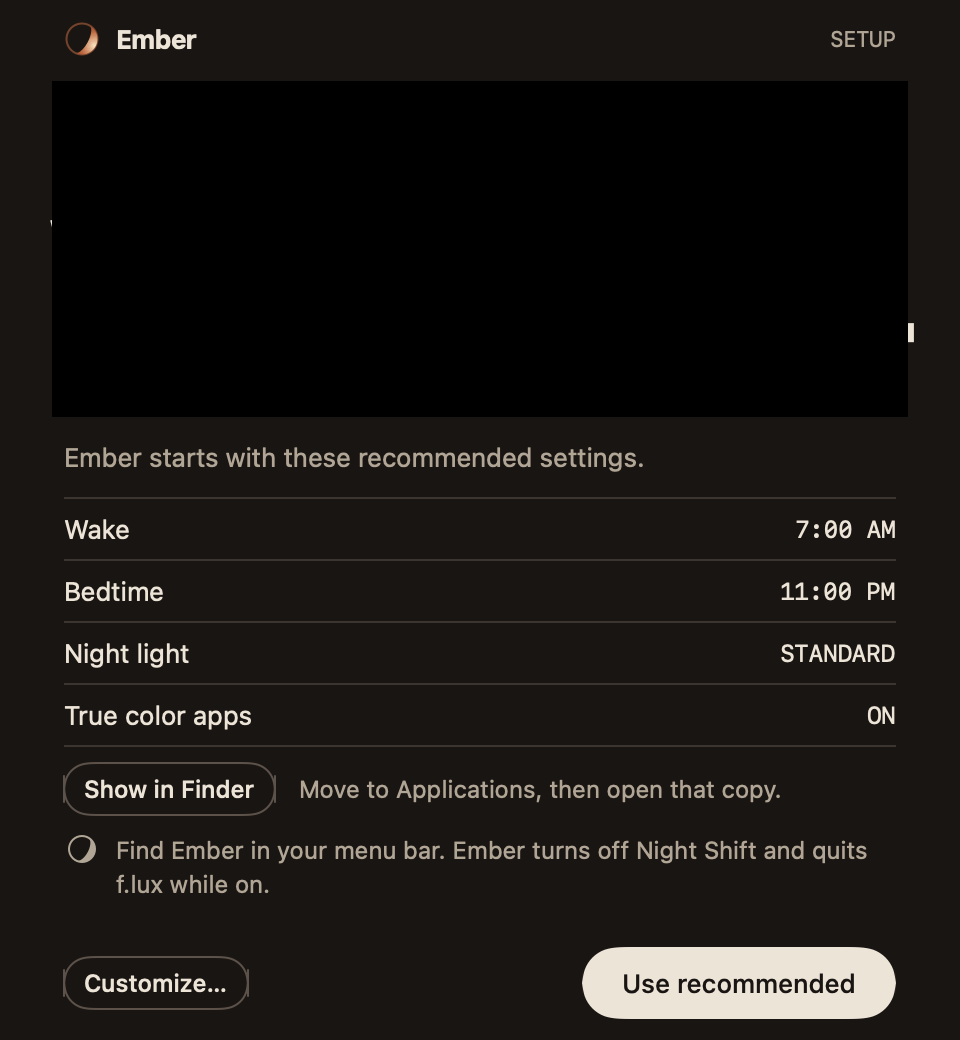 Ember
SETUP
Ember starts with these recommended settings.
Wake
7:00 AM
Bedtime
11:00 PM
Night light
STANDARD
True color apps
ON
Show in Finder
Move to Applications, then open that copy.
Find Ember in your menu bar. Ember turns off Night Shift and quits
f.lux while on.
Customize...
Use recommended